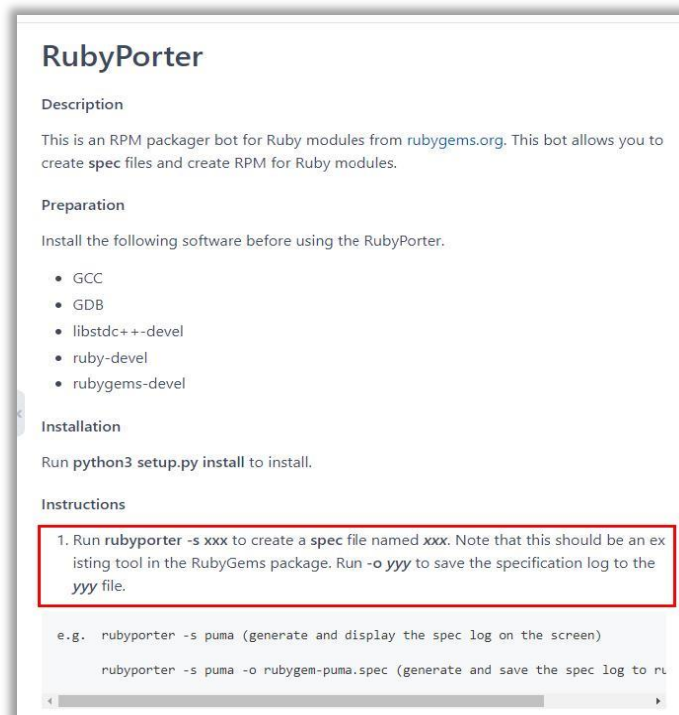 RubyPorter
Description
This is an RPM packager bot for Ruby modules from rubygems.org. This bot allows you to
create spec files and create RPM for Ruby modules.
Preparation
Install the following software before using the RubyPorter.
• GCC
• GDB
• libstdc++-devel
• ruby-devel
• rubygems-devel
Installation
Run python3 setup.py install to install.
Instructions
1. Run rubyporter -s xxx to create a spec file named xxx. Note that this should be an ex
isting tool in the RubyGems package. Run -o yyy to save the specification log to the
yyy file.
e.g. rubyporter -s puma (generate and display the spec log on the screen)
rubyporter -s puma -o rubygem-puma.spec (generate and save the spec log to ru